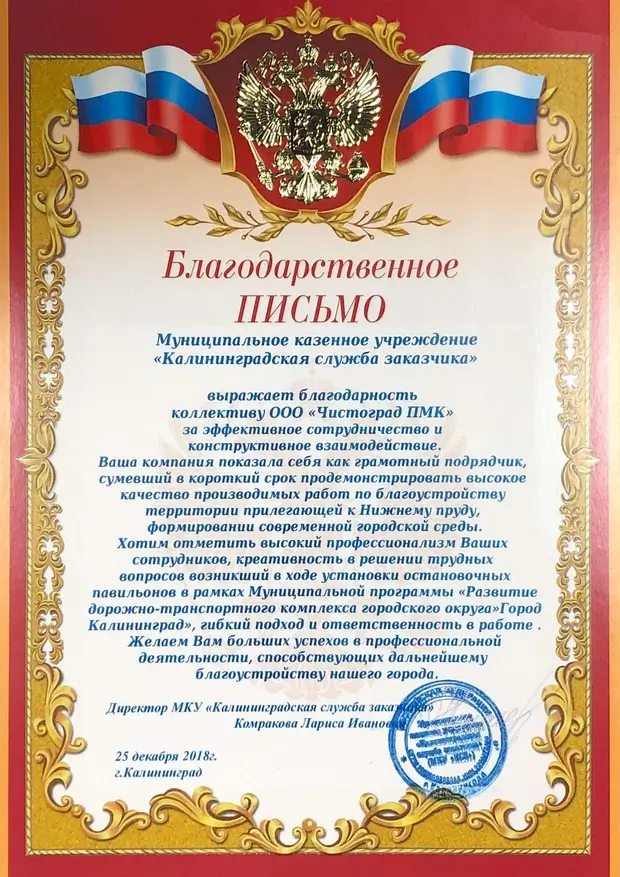 Благодарственное
ПИСЬМО
Муниципальное казенное учреждение
«Калининградская служба заказчика»
выражает благодарность
коллективу ООО «Чистоград ПМК»
за эффективное сотрудничество и
конструктивное взаимодействие.
Ваша компания показала себя как грамотный подрядчик,
сумевший в короткий срок продемонстрировать высокое
качество производимых работ по благоустройству
территории прилегающей к Нижнему пруду,
формировании современной городской среды.
Хотим отметить высокий профессионализм Ваших
сотрудников, креативность в решении трудных
вопросов возникший в ходе установки остановочных
павильонов в рамках Муниципальной программы «Развитие
дорожно-транспортного комплекса городского округа»Город
Калининград», гибкий подход и ответственность в работе .
Желаем Вам больших успехов в профессиональной
деятельности, способствующих дальнейшему
благоустройству нашего города.
Директор МКУ «Калининградская служба заказчика»
Комракова Лариса Ивановна
25 декабря 2018г.
г.Калининград